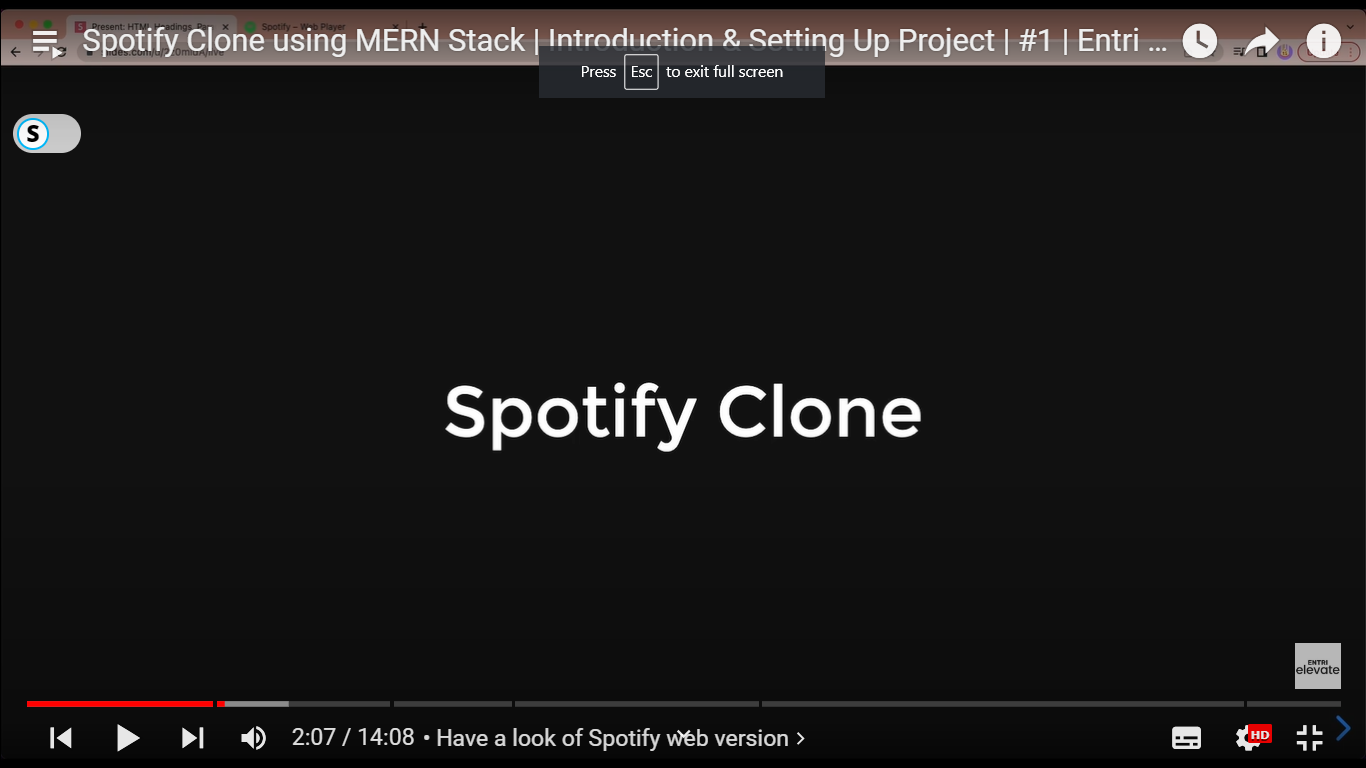 Present: HTML Headings, Par
Spotify – Web Player
Spotify Clone using MERN Stack | Introduction & Setting Up Project | #1 | Entri ...
Press Esc to exit full screen
S
Spotify Clone
ENTRI
elevate
2:07 / 14:08 • Have a look of Spotify web version >
HD